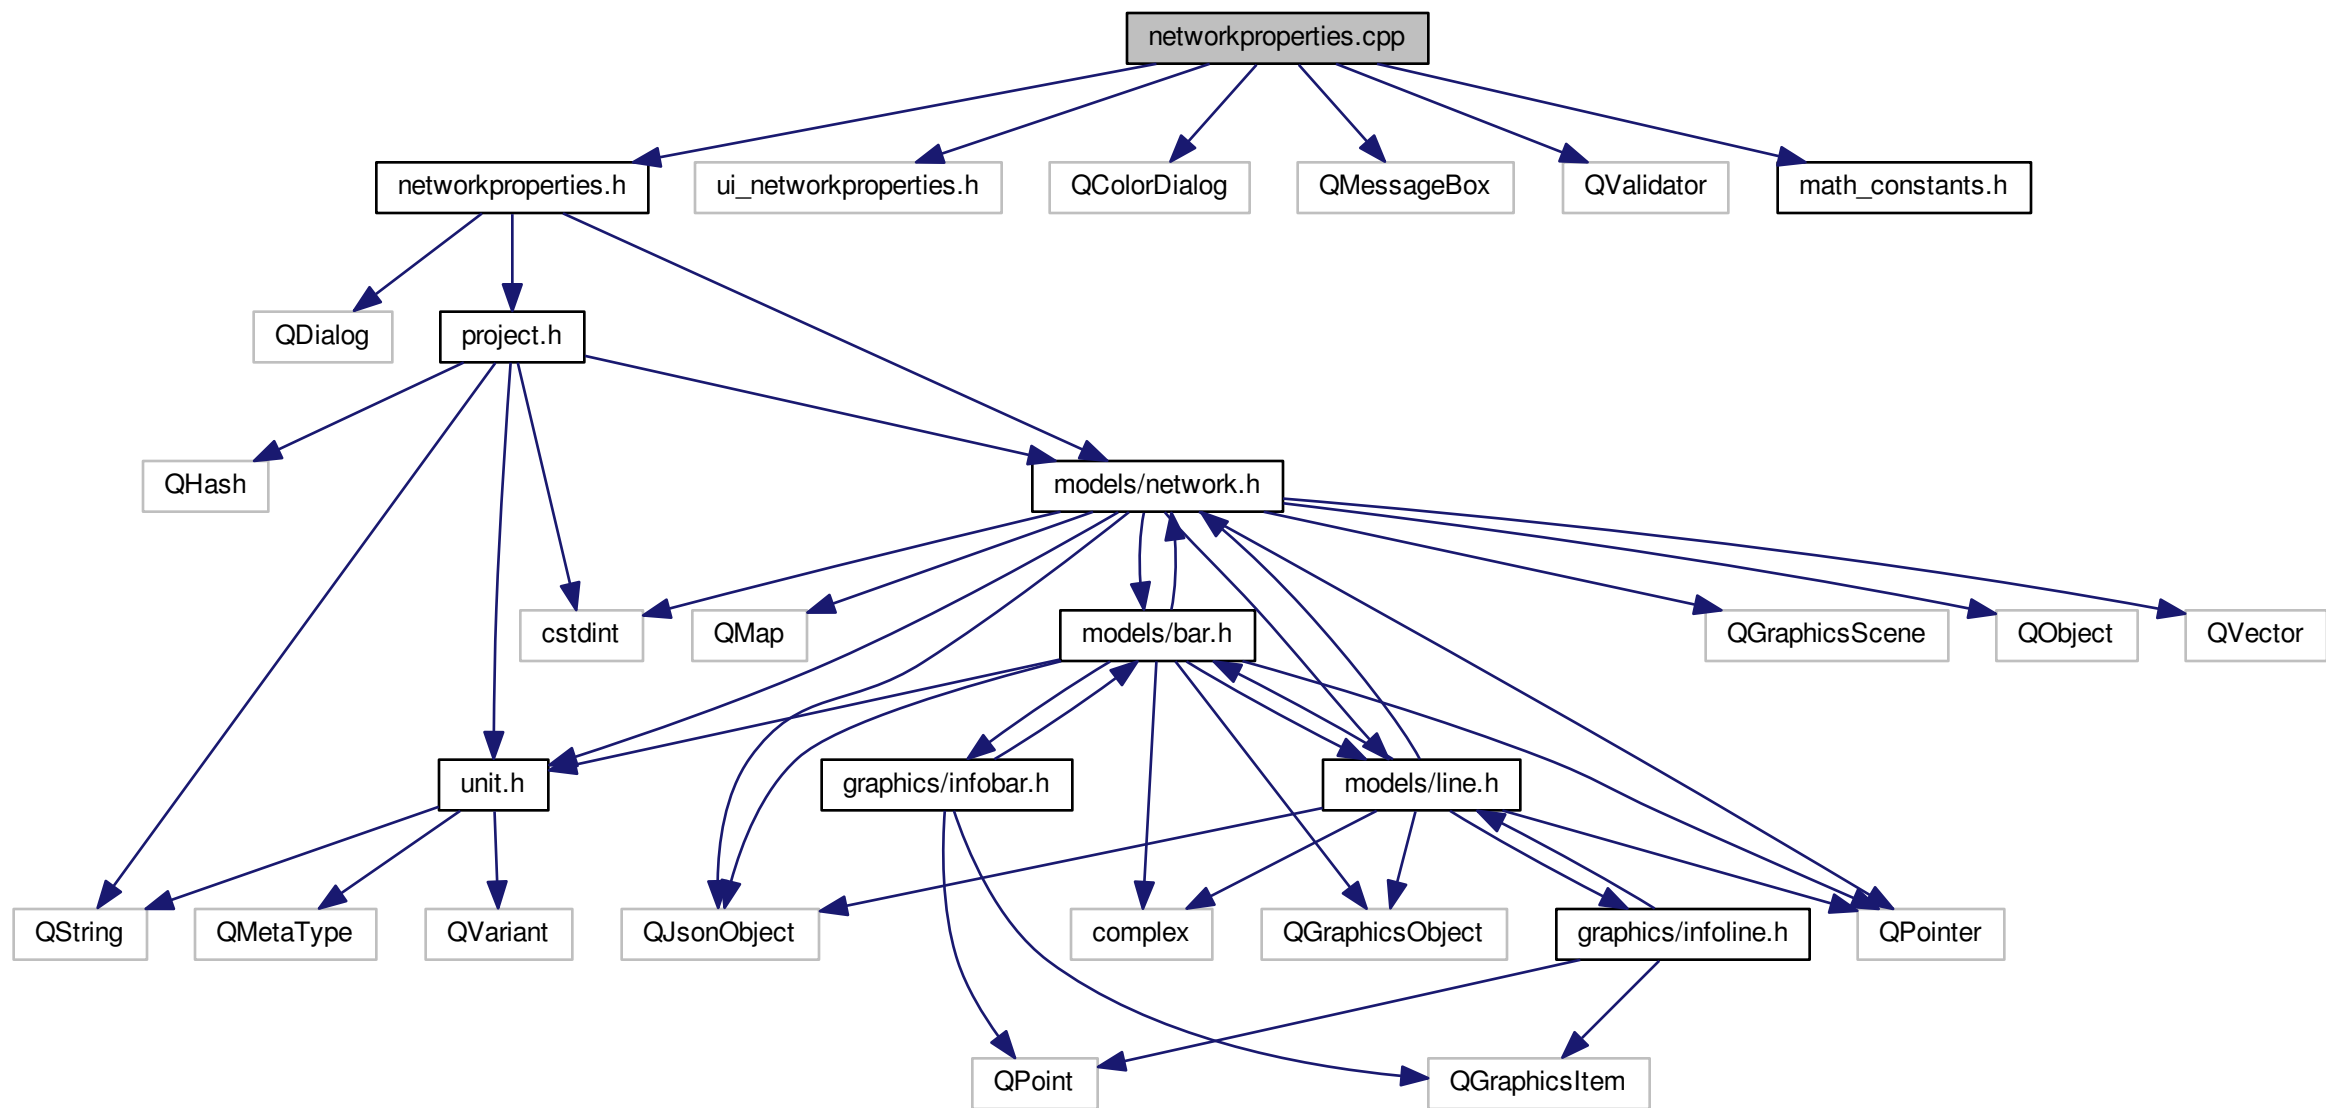 networkproperties.cpp
networkproperties.h
ui_networkproperties.h
QColorDialog
QMessageBox
QValidator
math_constants.h
QDialog
project.h
QHash
models/network.h
cstdint
QMap
models/bar.h
QGraphicsScene
QObject
QVector
unit.h
graphics/infobar.h
models/line.h
QString
QMetaType
QVariant
QJsonObject
complex
QGraphicsObject
graphics/infoline.h
QPointer
QPoint
QGraphicsItem